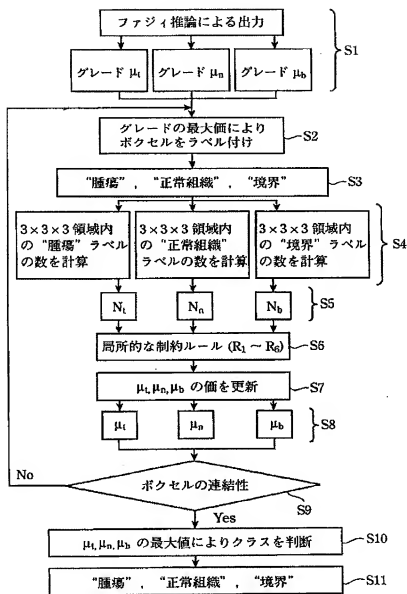 ファジィ推論による出力
S1
グレード μt
グレード μn
グレード μb
グレードの最大価により
ボクセルをラベル付け
S2
“腫瘍”，“正常組織”，“境界”
S3
3×3×3 領域内
の“腫瘍”ラベル
の数を計算
3×3×3 領域内
の“正常組織”
ラベルの数を計算
3×3×3 領域内
の“境界”ラベル
の数を計算
S4
Nt
Nn
Nb
S5
局所的な制約ルール (R1 ～ R6)
S6
μt, μn, μb の価を更新
S7
μt
μn
μb
S8
No
ボクセルの連結性
S9
Yes
μt, μn, μb の最大値によりクラスを判断
S10
“腫瘍”，“正常組織”，“境界”
S11